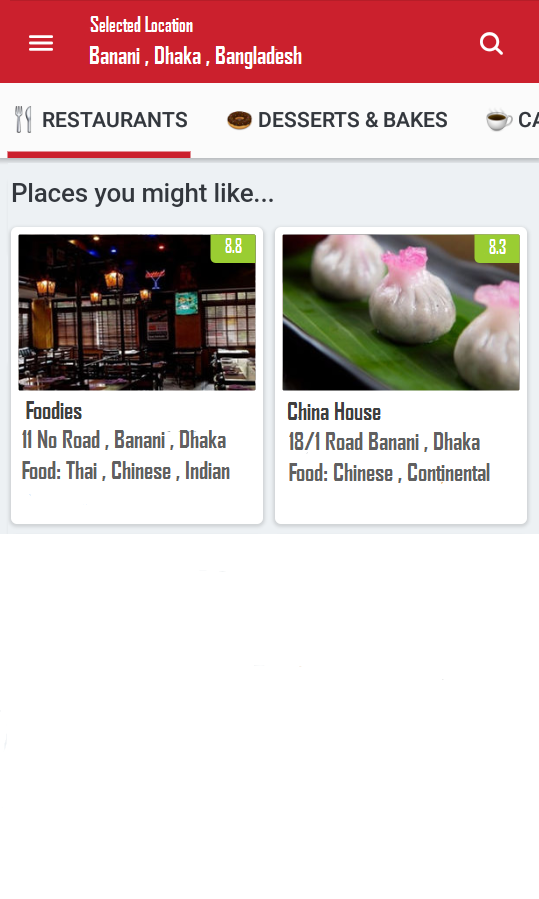 Selected Location
Banani , Dhaka , Bangladesh
RESTAURANTS
DESSERTS & BAKES
CA
Places you might like...
8.8
Foodies
11 No Road , Banani , Dhaka
Food: Thai , Chinese , Indian
8.3
China House
18/1 Road Banani , Dhaka
Food: Chinese , Continental